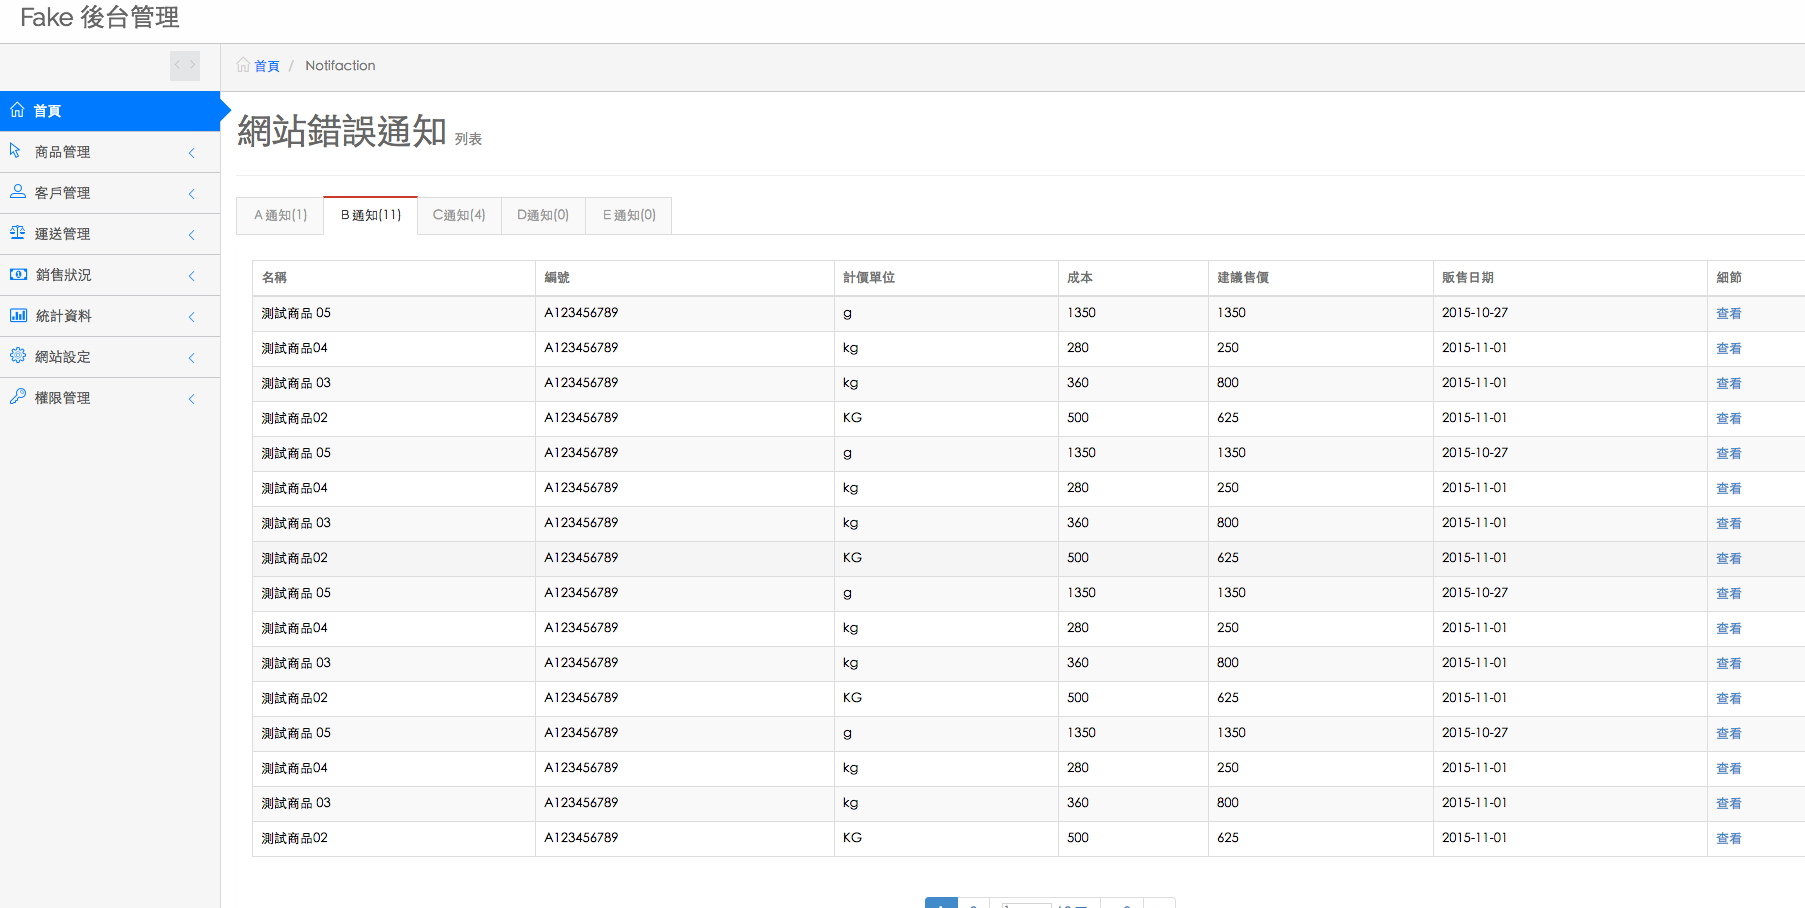 Fake 後台管理
首頁 / Notifaction
首頁
商品管理
客戶管理
運送管理
銷售狀況
統計資料
網站設定
權限管理
網站錯誤通知 列表
A 通知(1) B 通知(11) C通知(4) D通知(0) E 通知(0)
名稱 編號 計價單位 成本 建議售價 販售日期 細節
測試商品 05 A123456789 g 1350 1350 2015-10-27 查看
測試商品04 A123456789 kg 280 250 2015-11-01 查看
測試商品 03 A123456789 kg 360 800 2015-11-01 查看
測試商品02 A123456789 KG 500 625 2015-11-01 查看
測試商品 05 A123456789 g 1350 1350 2015-10-27 查看
測試商品04 A123456789 kg 280 250 2015-11-01 查看
測試商品 03 A123456789 kg 360 800 2015-11-01 查看
測試商品02 A123456789 KG 500 625 2015-11-01 查看
測試商品 05 A123456789 g 1350 1350 2015-10-27 查看
測試商品04 A123456789 kg 280 250 2015-11-01 查看
測試商品 03 A123456789 kg 360 800 2015-11-01 查看
測試商品02 A123456789 KG 500 625 2015-11-01 查看
測試商品 05 A123456789 g 1350 1350 2015-10-27 查看
測試商品04 A123456789 kg 280 250 2015-11-01 查看
測試商品 03 A123456789 kg 360 800 2015-11-01 查看
測試商品02 A123456789 KG 500 625 2015-11-01 查看